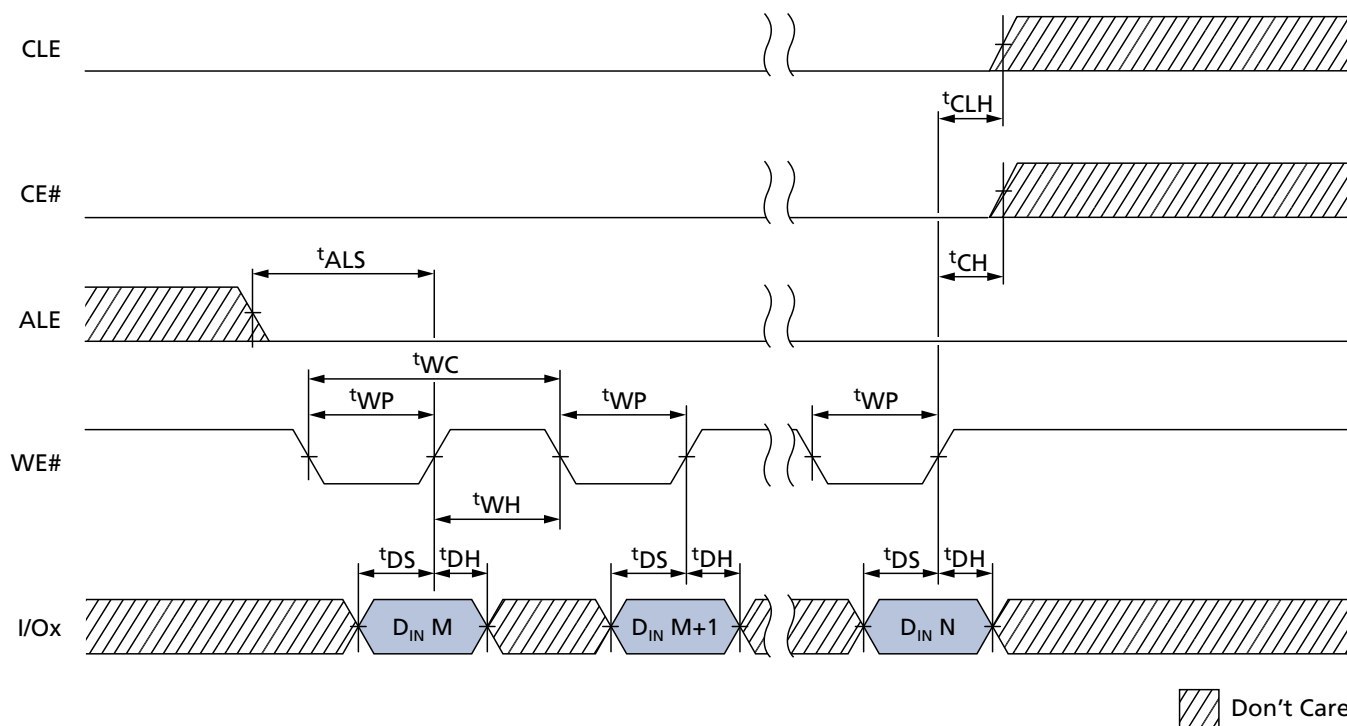 CLE
tCLH
CE#
tCH
tALS
ALE
tWC
tWP tWP tWP
WE#
tWH
tDS tDH tDS tDH tDS tDH
I/Ox DIN M DIN M+1 DIN N
Don't Care